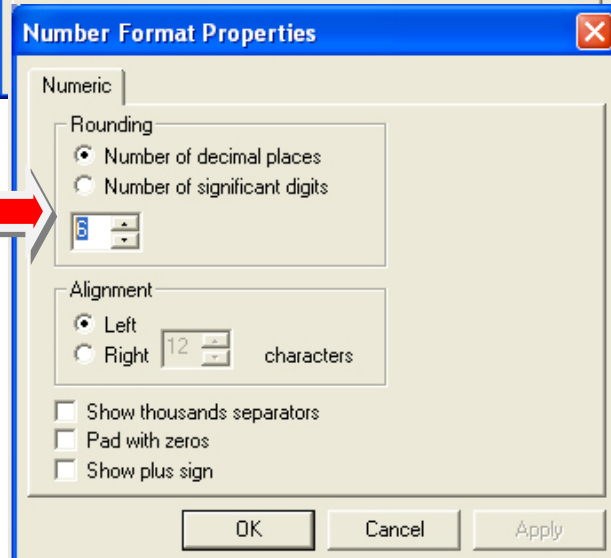 Number Format Properties
Numeric
Rounding
Number of decimal places
Number of significant digits
6
Alignment
Left
Right 12 characters
Show thousands separators
Pad with zeros
Show plus sign
OK Cancel Apply